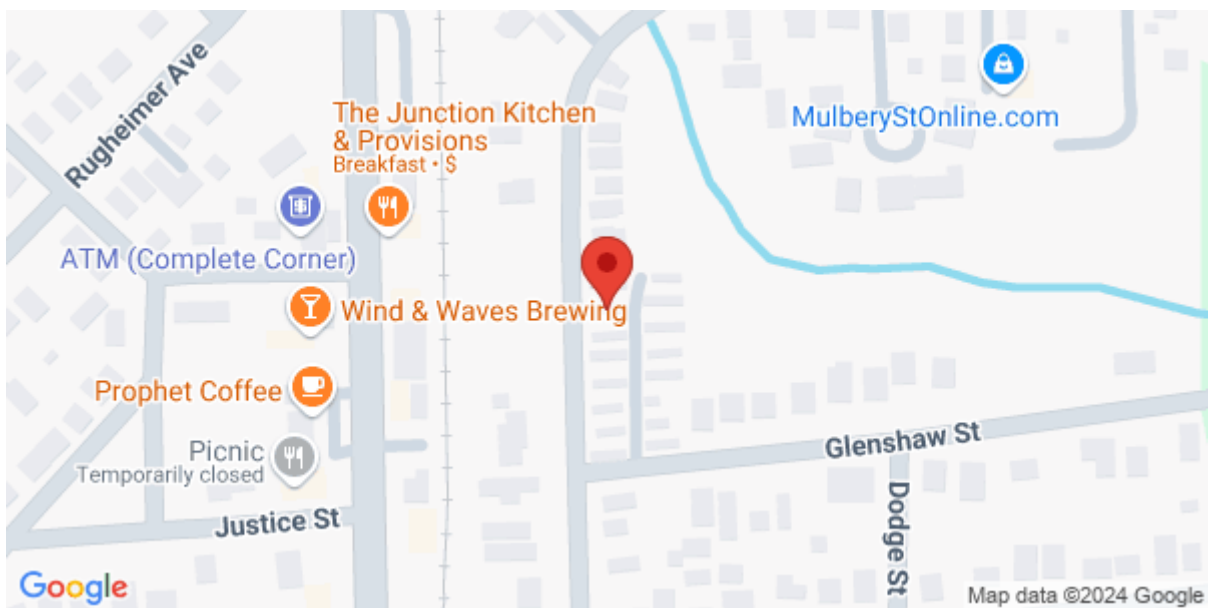 Rugheimer Ave
The Junction Kitchen
& Provisions
Breakfast • $
MulberyStOnline.com
ATM (Complete Corner)
Wind & Waves Brewing
Prophet Coffee
Picnic
Temporarily closed
Glenshaw St
Dodge St
Justice St
Google
Map data ©2024 Google